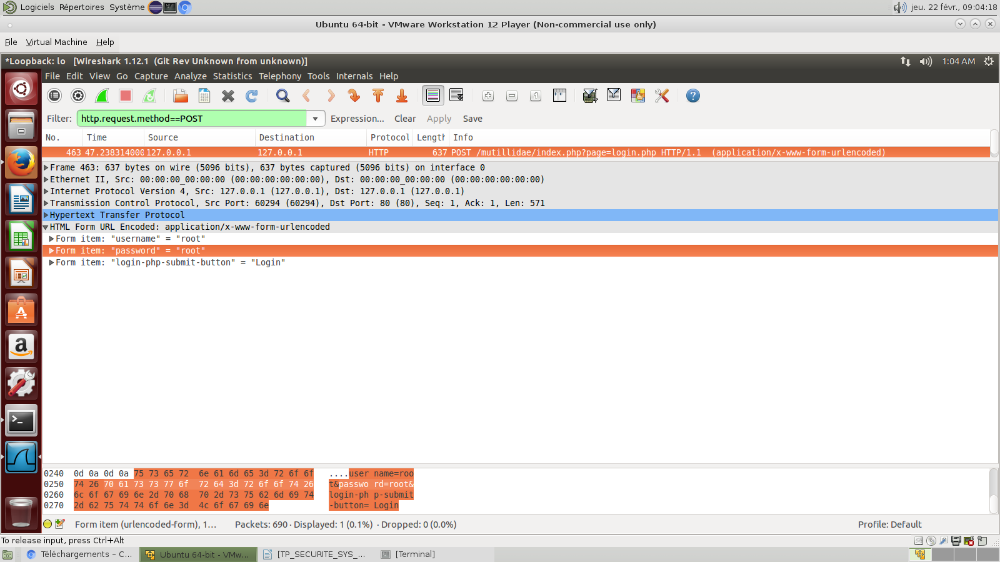 Logiciels Répertoires Système
jeu. 22 févr., 09:04:18
Ubuntu 64-bit - VMware Workstation 12 Player (Non-commercial use only)
File Virtual Machine Help
*Loopback: lo [Wireshark 1.12.1 (Git Rev Unknown from unknown)]
1:04 AM
File Edit View Go Capture Analyze Statistics Telephony Tools Internals Help
Filter: http.request.method==POST Expression... Clear Apply Save
No. Time Source Destination Protocol Length Info
463 47.238314000 127.0.0.1 127.0.0.1 HTTP 637 POST /mutillidae/index.php?page=login.php HTTP/1.1 (application/x-www-form-urlencoded)
Frame 463: 637 bytes on wire (5096 bits), 637 bytes captured (5096 bits) on interface 0
Ethernet II, Src: 00:00:00_00:00:00 (00:00:00:00:00:00), Dst: 00:00:00_00:00:00 (00:00:00:00:00:00)
Internet Protocol Version 4, Src: 127.0.0.1 (127.0.0.1), Dst: 127.0.0.1 (127.0.0.1)
Transmission Control Protocol, Src Port: 60294 (60294), Dst Port: 80 (80), Seq: 1, Ack: 1, Len: 571
Hypertext Transfer Protocol
HTML Form URL Encoded: application/x-www-form-urlencoded
Form item: "username" = "root"
Form item: "password" = "root"
Form item: "login-php-submit-button" = "Login"
0240 0d 0a 0d 0a 75 73 65 72 6e 61 6d 65 3d 72 6f 6f ....user name=roo
0250 74 26 70 61 73 73 77 6f 72 64 3d 72 6f 6f 74 26 t&passwo rd=root&
0260 6c 6f 67 69 6e 2d 70 68 70 2d 73 75 62 6d 69 74 login-ph p-submit
0270 2d 62 75 74 74 6f 6e 3d 4c 6f 67 69 6e -button= Login
Form item (urlencoded-form), 1... Packets: 690 · Displayed: 1 (0.1%) · Dropped: 0 (0.0%) Profile: Default
To release input, press Ctrl+Alt
Téléchargements – C... Ubuntu 64-bit - VMw... [TP_SECURITE_SYS_... [Terminal]